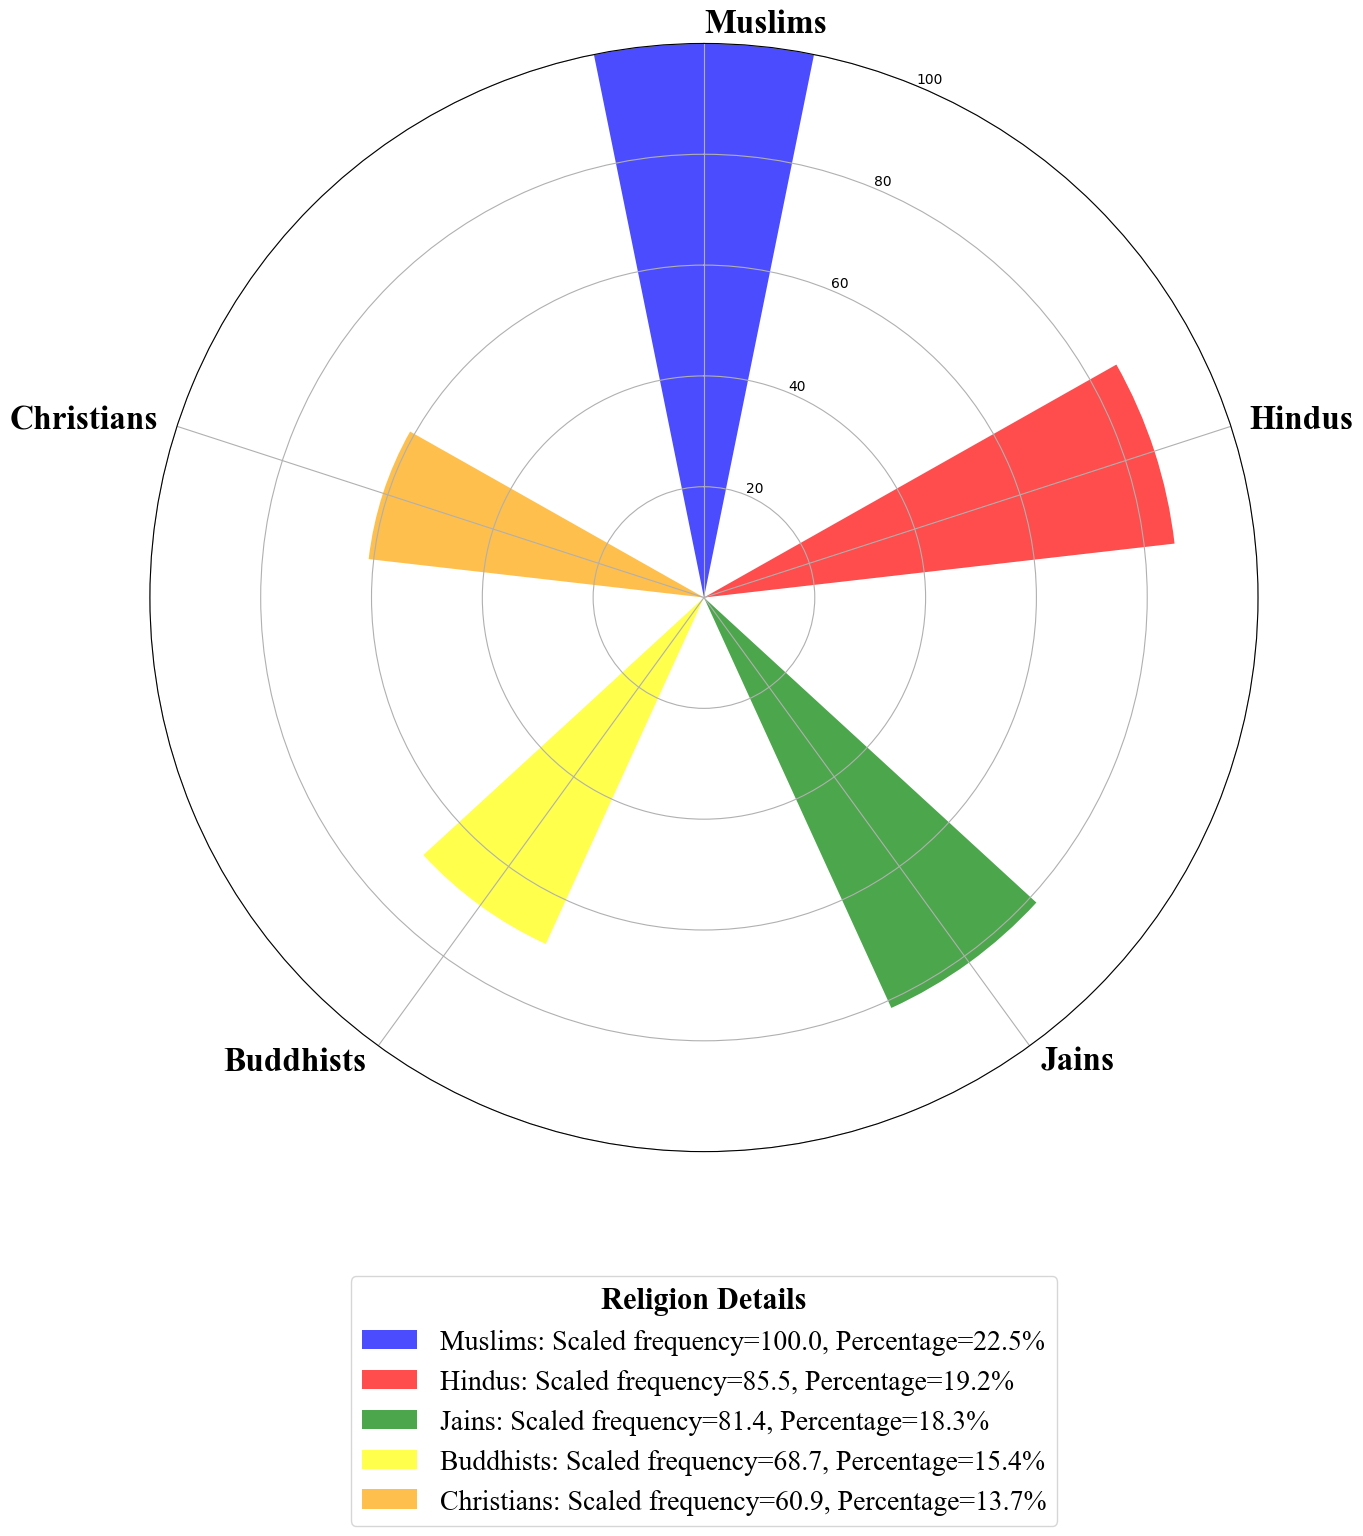 Muslims
100
80
60
40
20
Christians
Hindus
Buddhists
Jains
Religion Details
Muslims: Scaled frequency=100.0, Percentage=22.5%
Hindus: Scaled frequency=85.5, Percentage=19.2%
Jains: Scaled frequency=81.4, Percentage=18.3%
Buddhists: Scaled frequency=68.7, Percentage=15.4%
Christians: Scaled frequency=60.9, Percentage=13.7%